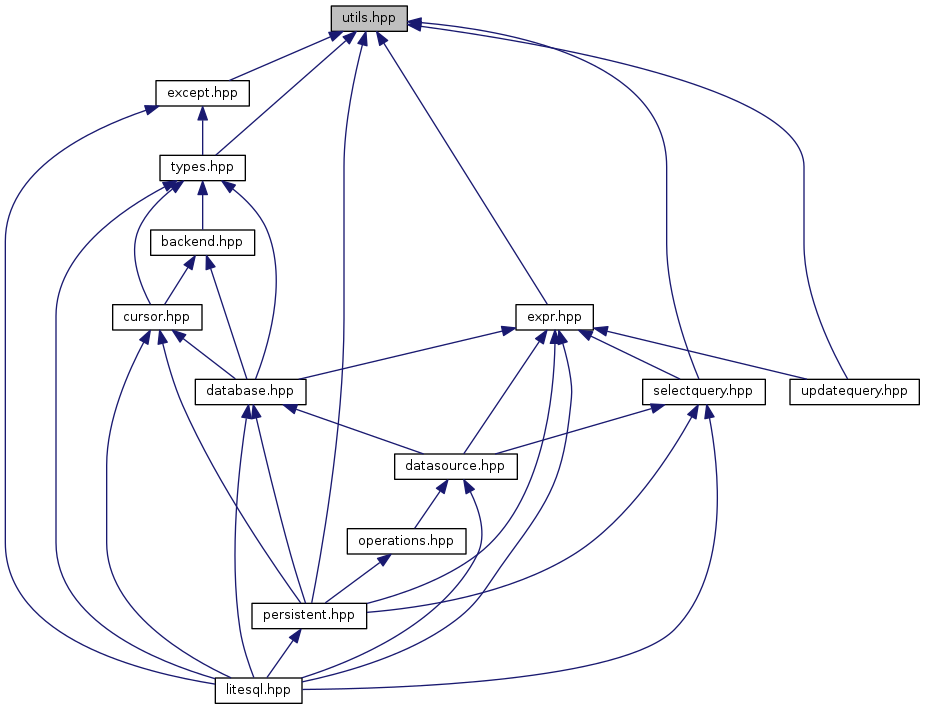 utils.hpp
except.hpp
types.hpp
backend.hpp
cursor.hpp
expr.hpp
database.hpp
selectquery.hpp
updatequery.hpp
datasource.hpp
operations.hpp
persistent.hpp
litesql.hpp